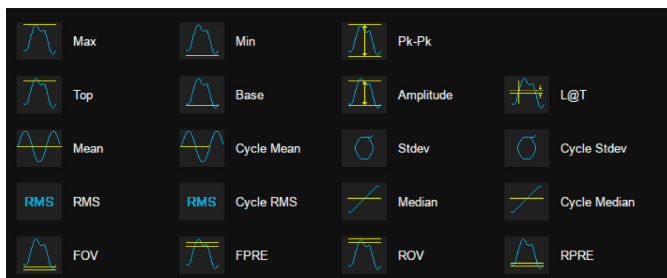 Max Min Pk-Pk
Top Base Amplitude L@T
Mean Cycle Mean Stdev Cycle Stdev
RMS RMS RMS Cycle RMS Median Cycle Median
FOV FPRE ROV RPRE